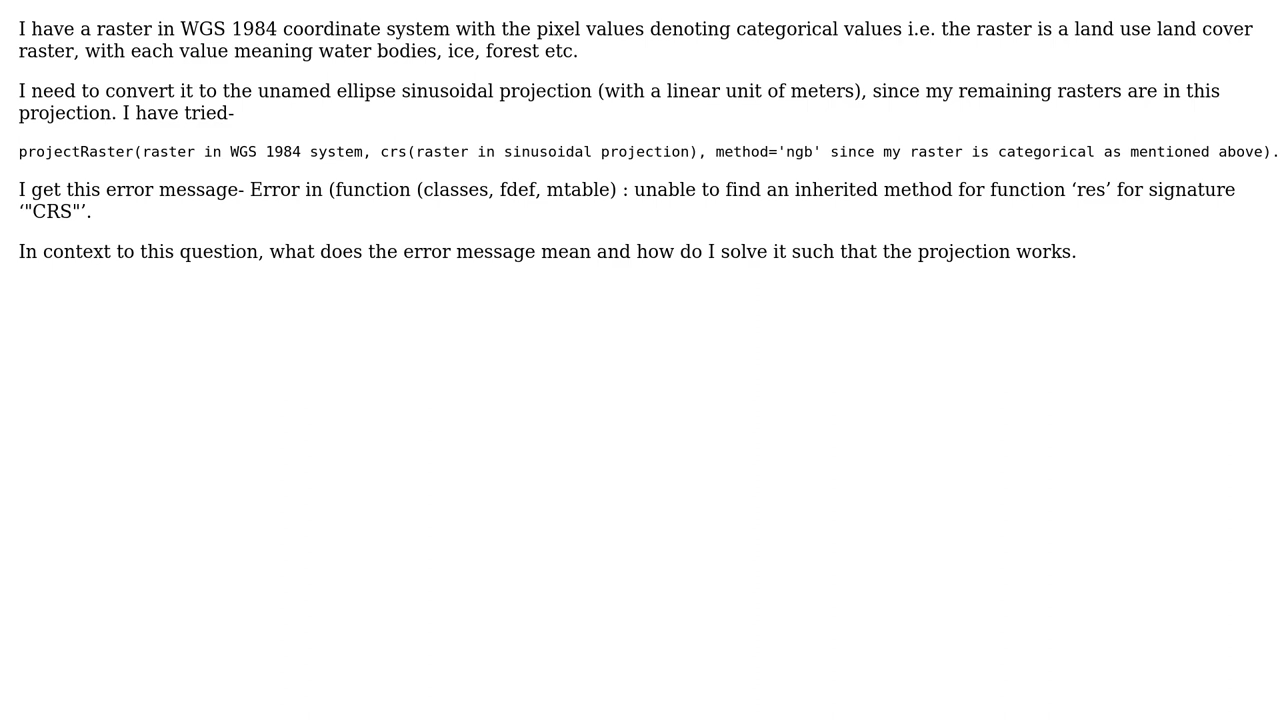 I have a raster in WGS 1984 coordinate system with the pixel values denoting categorical values i.e. the raster is a land use land cover
raster, with each value meaning water bodies, ice, forest etc.
I need to convert it to the unamed ellipse sinusoidal projection (with a linear unit of meters), since my remaining rasters are in this
projection. I have tried-
projectRaster(raster in WGS 1984 system, crs(raster in sinusoidal projection), method='ngb' since my raster is categorical as mentioned above).
I get this error message- Error in (function (classes, fdef, mtable) : unable to find an inherited method for function ‘res’ for signature
‘"CRS"’.
In context to this question, what does the error message mean and how do I solve it such that the projection works.